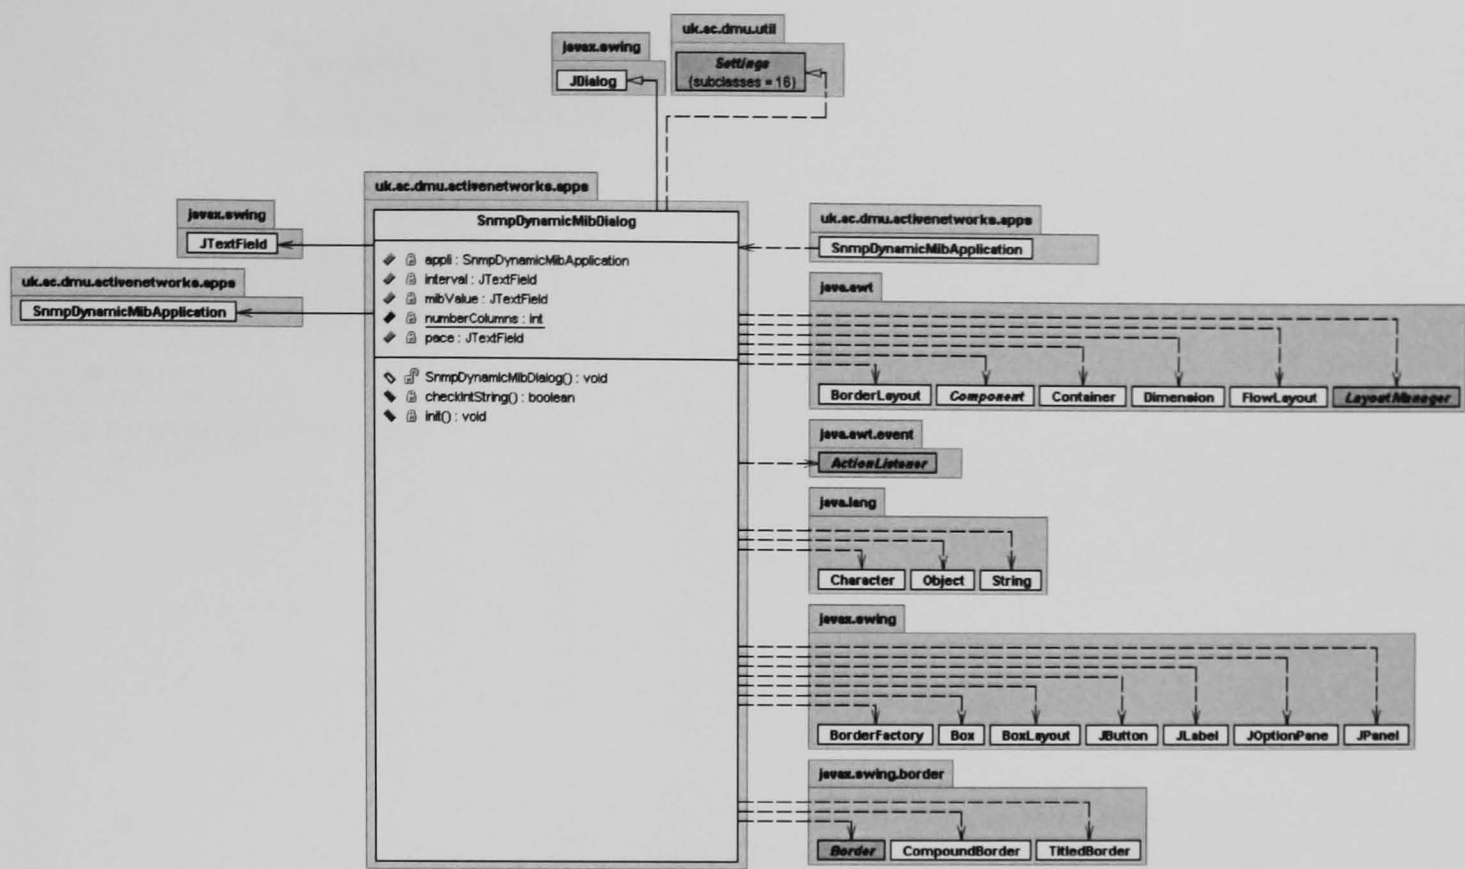 uk.ac.dmu.util
javax.swing
Settings
{subclasses = 16}
JDialog
uk.ac.dmu.activenetworks.apps
SnmpDynamicMibDialog
appli : SnmpDynamicMibApplication
interval : JTextField
mibValue : JTextField
numberColumns : int
pace : JTextField
SnmpDynamicMibDialog() : void
checkIntString() : boolean
init() : void
javax.swing
JTextField
uk.ac.dmu.activenetworks.apps
SnmpDynamicMibApplication
uk.ac.dmu.activenetworks.apps
SnmpDynamicMibApplication
java.awt
BorderLayout Component Container Dimension FlowLayout LayoutManager
java.awt.event
ActionListener
java.lang
Character Object String
javax.swing
BorderFactory Box BoxLayout JButton JLabel JOptionPane JPanel
javax.swing.border
Border CompoundBorder TitledBorder